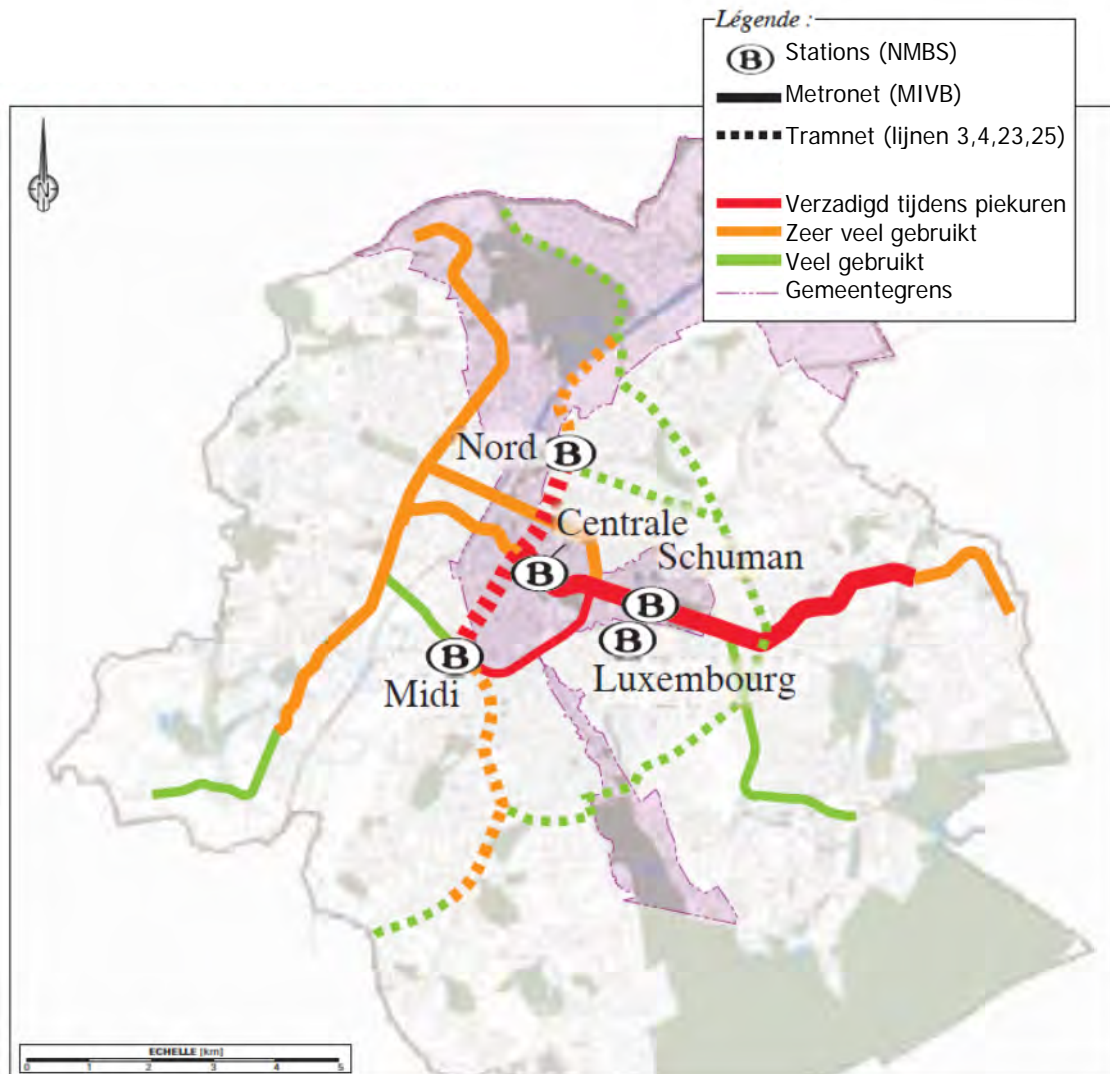 Légende :
B Stations (NMBS)
Metronet (MIVB)
Tramnet (lijnen 3,4,23,25)
Verzadigd tijdens piekuren
Zeer veel gebruikt
Veel gebruikt
Gemeentegrens
N
Nord B
Centrale
B
Schuman
B
B
B
Luxembourg
Midi
ECHELLE [km]
0 1 2 3 4 5